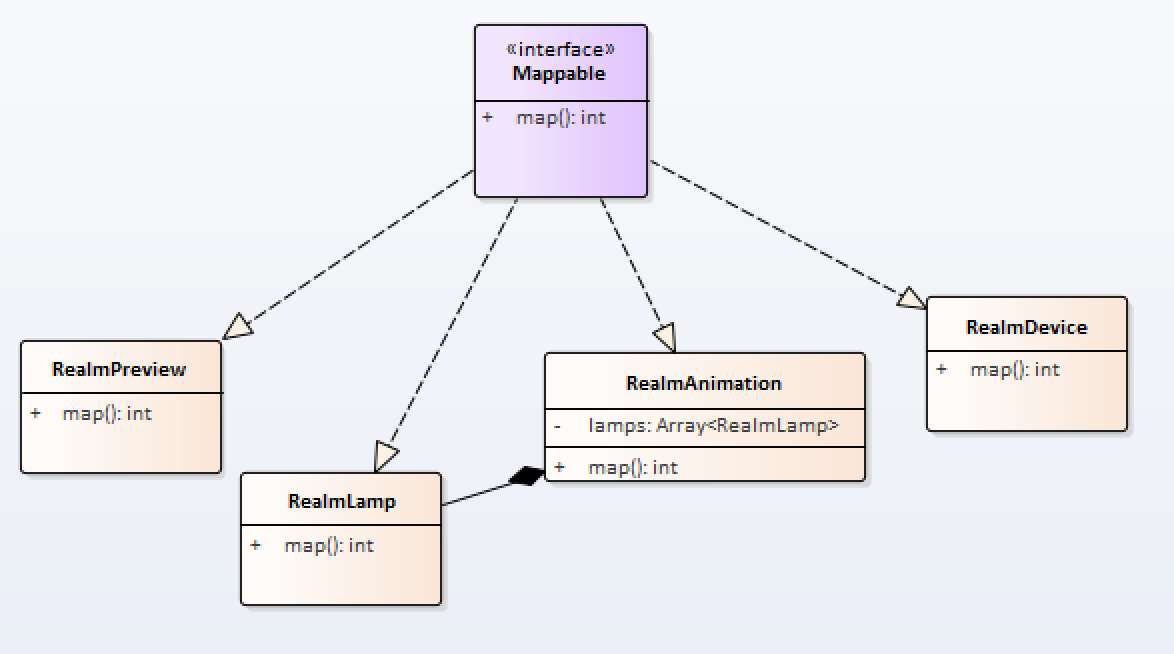 «interface»
Mappable
+ map(): int
RealmPreview
+ map(): int
RealmLamp
+ map(): int
RealmAnimation
- lamps: Array<RealmLamp>
+ map(): int
RealmDevice
+ map(): int